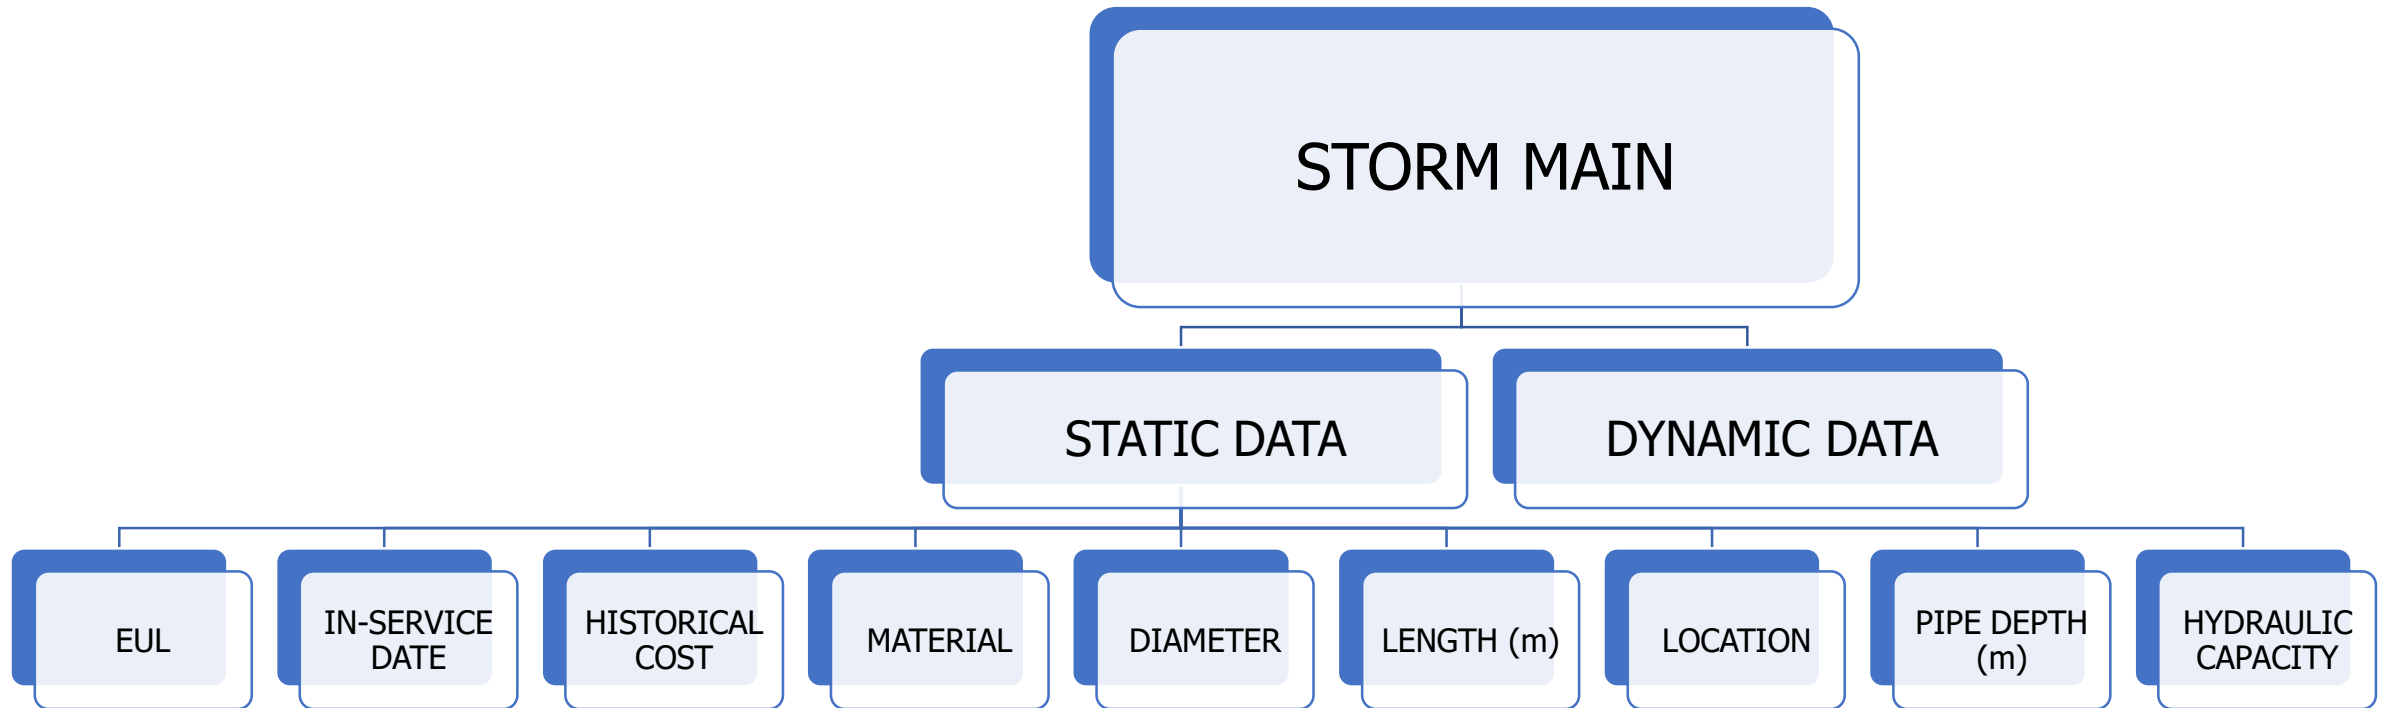 STORM MAIN
STATIC DATA
DYNAMIC DATA
EUL
IN-SERVICE
DATE
HISTORICAL
COST
MATERIAL
DIAMETER
LENGTH (m)
LOCATION
PIPE DEPTH
(m)
HYDRAULIC
CAPACITY